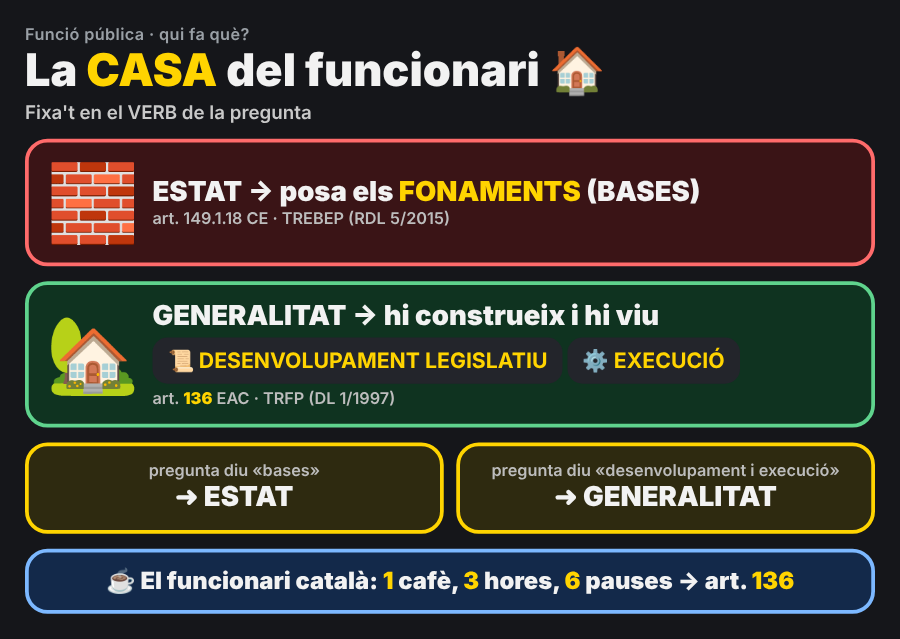 Funció pública · qui fa què?
La CASA del funcionari 🏠
Fixa't en el VERB de la pregunta
ESTAT → posa els FONAMENTS (BASES)
art. 149.1.18 CE · TREBEP (RDL 5/2015)
GENERALITAT → hi construeix i hi viu
📜 DESENVOLUPAMENT LEGISLATIU ⚙️ EXECUCIÓ
art. 136 EAC · TRFP (DL 1/1997)
pregunta diu «bases»
➜ ESTAT
pregunta diu «desenvolupament i execució»
➜ GENERALITAT
☕ El funcionari català: 1 cafè, 3 hores, 6 pauses → art. 136